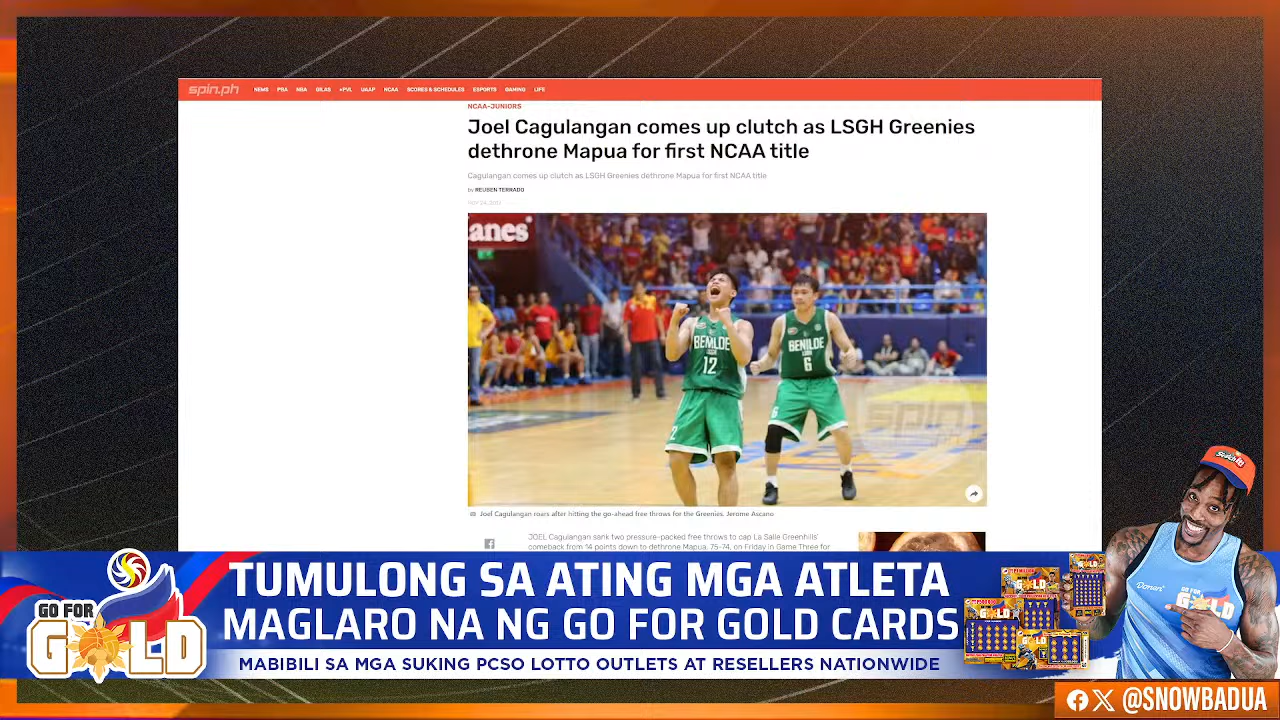 spin.ph NEWS PBA NBA GILAS +PVL UAAP NCAA SCORES & SCHEDULES ESPORTS GAMING LIFE
NCAA-JUNIORS
Joel Cagulangan comes up clutch as LSGH Greenies
dethrone Mapua for first NCAA title
Cagulangan comes up clutch as LSGH Greenies dethrone Mapua for first NCAA title
by REUBEN TERRADO
anes
BENILDE
LSGH
12
BENILDE
LSGH
6
Joel Cagulangan roars after hitting the go-ahead free throws for the Greenies. Jerome Ascano
JOEL Cagulangan sank two pressure-packed free throws to cap La Salle Greenhills'
comeback from 14 points down to dethrone Mapua, 75-74, on Friday in Game Three for
GO FOR
GOLD
TUMULONG SA ATING MGA ATLETA
MAGLARO NA NG GO FOR GOLD CARDS
MABIBILI SA MGA SUKING PCSO LOTTO OUTLETS AT RESELLERS NATIONWIDE
@SNOWBADUA